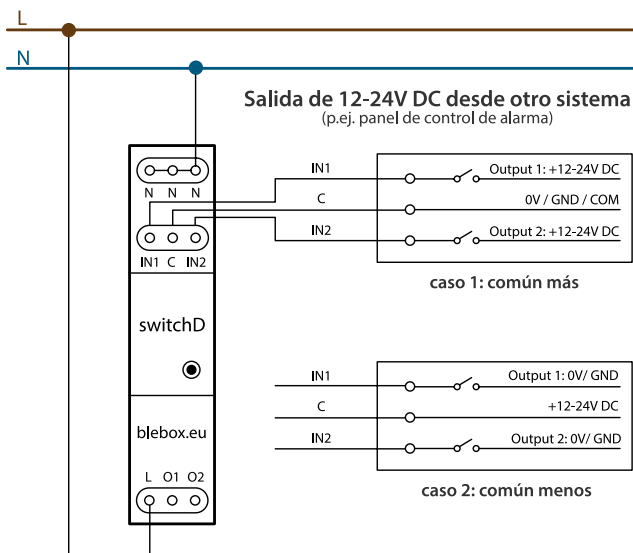 L
N
Salida de 12-24V DC desde otro sistema
(p.ej. panel de control de alarma)
N N N
IN1 C IN2
switchD
blebox.eu
L O1 O2
IN1
Output 1: +12-24V DC
C
0V / GND / COM
IN2
Output 2: +12-24V DC
caso 1: común más
IN1
Output 1: 0V/ GND
C
+12-24V DC
IN2
Output 2: 0V/ GND
caso 2: común menos